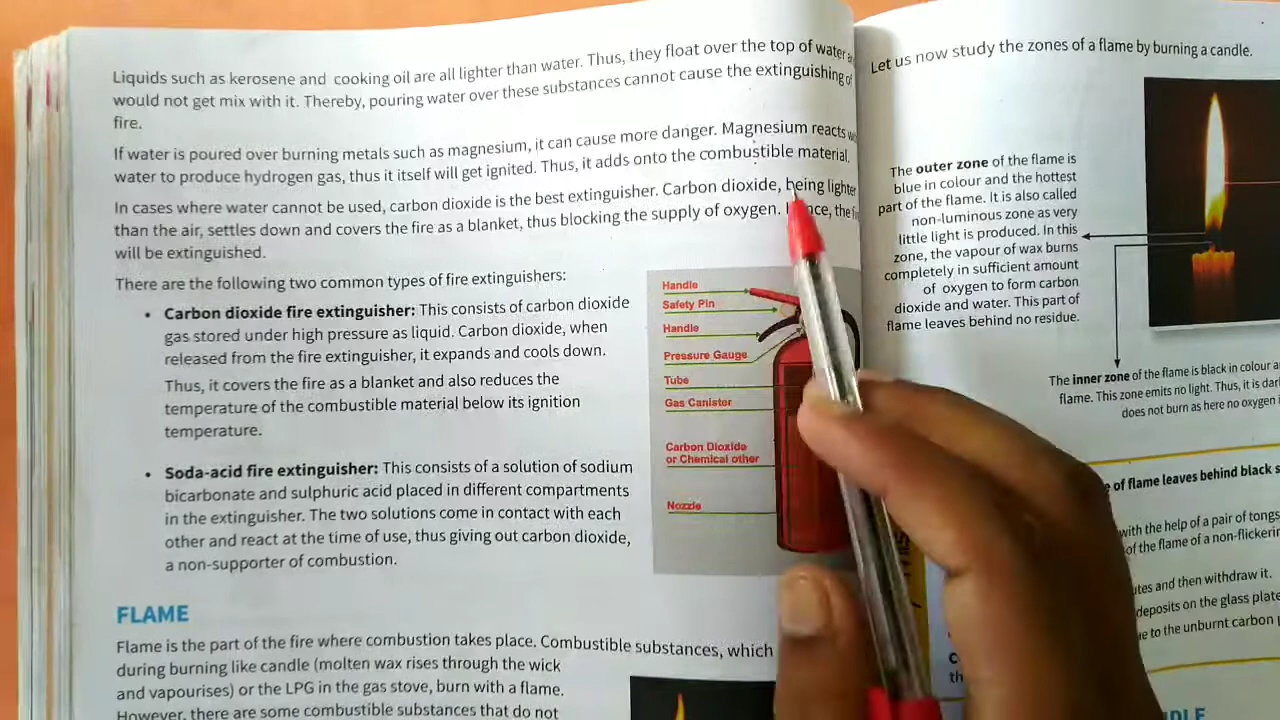 Liquids such as kerosene and cooking oil are all lighter than water. Thus, they float over the top of water
would not get mix with it. Thereby, pouring water over these substances cannot cause the extinguishing of
fire.
If water is poured over burning metals such as magnesium, it can cause more danger. Magnesium reacts
water to produce hydrogen gas, thus it itself will get ignited. Thus, it adds onto the combustible material.
In cases where water cannot be used, carbon dioxide is the best extinguisher. Carbon dioxide, being lighter
than the air, settles down and covers the fire as a blanket, thus blocking the supply of oxygen. the
will be extinguished.
There are the following two common types of fire extinguishers:
• Carbon dioxide fire extinguisher: This consists of carbon dioxide
gas stored under high pressure as liquid. Carbon dioxide, when
released from the fire extinguisher, it expands and cools down.
Thus, it covers the fire as a blanket and also reduces the
temperature of the combustible material below its ignition
temperature.
• Soda-acid fire extinguisher: This consists of a solution of sodium
bicarbonate and sulphuric acid placed in different compartments
in the extinguisher. The two solutions come in contact with each
other and react at the time of use, thus giving out carbon dioxide,
a non-supporter of combustion.
Handle
Safety Pin
Handle
Pressure Gauge
Tube
Gas Canister
Carbon Dioxide
or Chemical other
Nozzle
FLAME
Flame is the part of the fire where combustion takes place. Combustible substances, which
during burning like candle (molten wax rises through the wick
and vapourises) or the LPG in the gas stove, burn with a flame.
However, there are some combustible substances that do not
Let us now study the zones of a flame by burning a candle.
The outer zone of the flame is
blue in colour and the hottest
part of the flame. It is also called
non-luminous zone as very
little light is produced. In this
zone, the vapour of wax burns
completely in sufficient amount
of oxygen to form carbon
dioxide and water. This part of
flame leaves behind no residue.
The inner zone of the flame is black in colour
flame. This zone emits no light. Thus, it is
does not burn as here no oxygen
of flame leaves behind black
with the help of a pair of tongs
of the flame of a non-flickering
and then withdraw it.
deposits on the glass plate
to the unburnt carbon